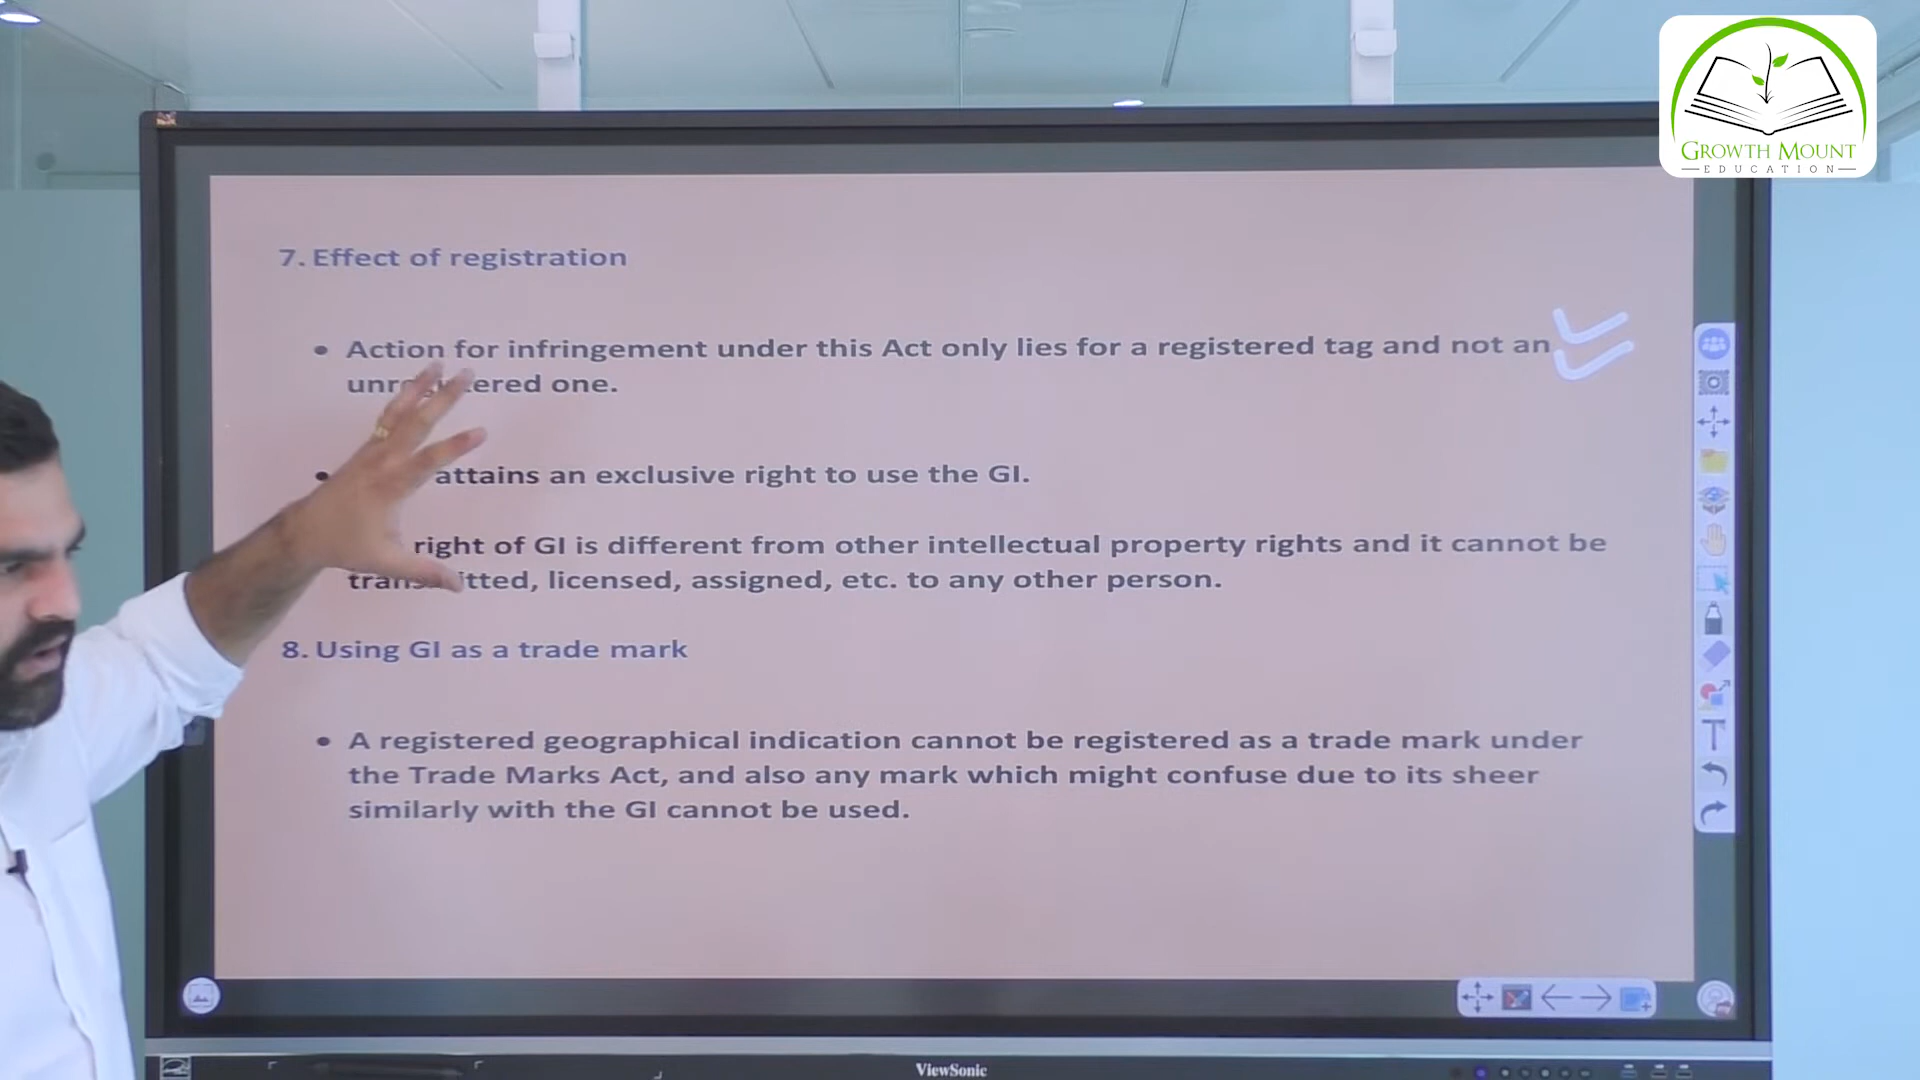 GROWTH MOUNT
EDUCATION
7. Effect of registration
• Action for infringement under this Act only lies for a registered tag and not an
one.
• attains an exclusive right to use the GI.
right of GI is different from other intellectual property rights and it cannot be
licensed, assigned, etc. to any other person.
8. Using GI as a trade mark
• A registered geographical indication cannot be registered as a trade mark under
the Trade Marks Act, and also any mark which might confuse due to its sheer
similarly with the GI cannot be used.
ViewSonic